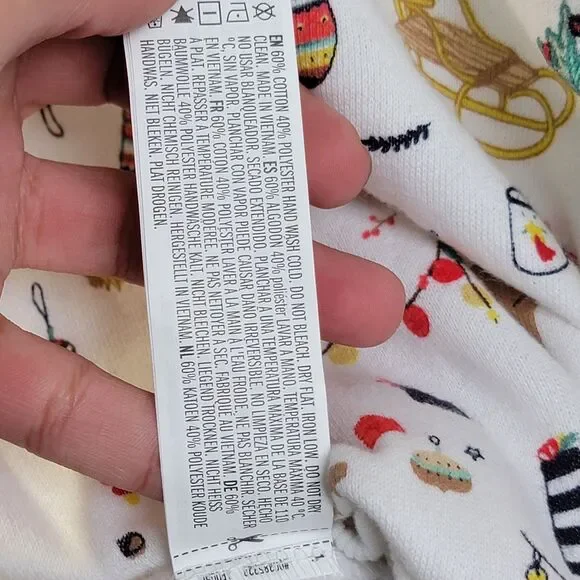 EN 60% COTTON 40% POLYESTER HAND WASH COLD. DO NOT BLEACH. DRY FLAT. IRON LOW. DO NOT DRY
CLEAN. MADE IN VIETNAM. ES 60% ALGODON 40% poliéster LAVAR A MANO, TEMPERATURA MÁXIMA 40 °C.
NO USAR BLANQUEADOR. SECADO EXTENDIDO. PLANCHAR A UNA TEMPERATURA MÁXIMA DE LA BASE DE 110
°C, SIN VAPOR, PLANCHAR CON VAPOR PUEDE CAUSAR DANO IRREVERSIBLE. NO LIMPIEZA EN SECO. HECHO
EN VIETNAM. FR 60% COTON 40% POLYESTER LAVER À LA MAIN À L'EAU FROIDE. NE PAS BLANCHIR. SÉCHER
À PLAT. REPASSER À TEMPÉRATURE MODÉRÉE. NE PAS NETTOYER À SEC. FABRIQUÉ AU VIETNAM. DE 60%
BAUMWOLLE 40% POLYESTER HANDWÄSCHE KALT. NICHT BLEICHEN. LIEGEND TROCKNEN. NICHT HEISS
BÜGELN. NICHT CHEMISCH REINIGEN. HERGESTELLT IN VIETNAM. NL 60% KATOEN 40% POLYESTER KOUDE
HANDWAS. NIET BLEKEN. PLAT DROGEN.